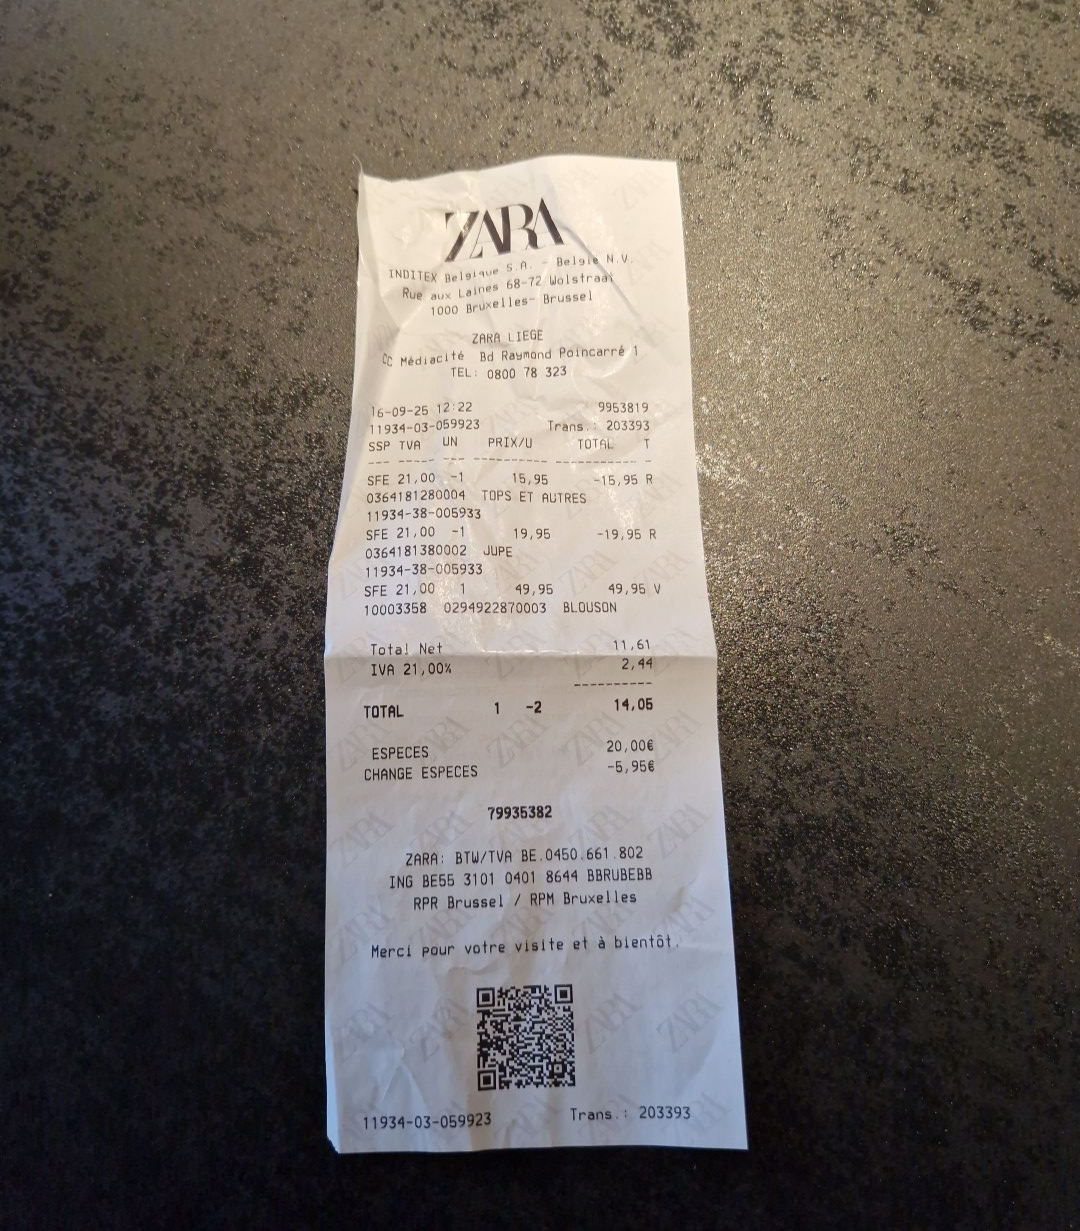 ZARA
INDITEX Belgique S.A. - Belgie N.V.
Rue aux Laines 68-72 Wolstraat
1000 Bruxelles- Brussel
ZARA LIEGE
CC Médiacité Bd Raymond Poincarré 1
TEL: 0800 78 323
16-09-25 12:22 9953819
11934-03-059923 Trans.: 203393
SSP TVA UN PRIX/U TOTAL T
--- --- --- ---------- ---------- -
SFE 21,00 -1 15,95 -15,95 R
0364181280004 TOPS ET AUTRES
11934-38-005933
SFE 21,00 -1 19,95 -19,95 R
0364181380002 JUPE
11934-38-005933
SFE 21,00 1 49,95 49,95 V
10003358 0294922870003 BLOUSON
Total Net 11,61
IVA 21,00% 2,44
----------
TOTAL 1 -2 14,05
ESPECES 20,00€
CHANGE ESPECES -5,95€
79935382
ZARA: BTW/TVA BE.0450.661.802
ING BE55 3101 0401 8644 BBRUBEBB
RPR Brussel / RPM Bruxelles
Merci pour votre visite et à bientôt.
11934-03-059923 Trans.: 203393